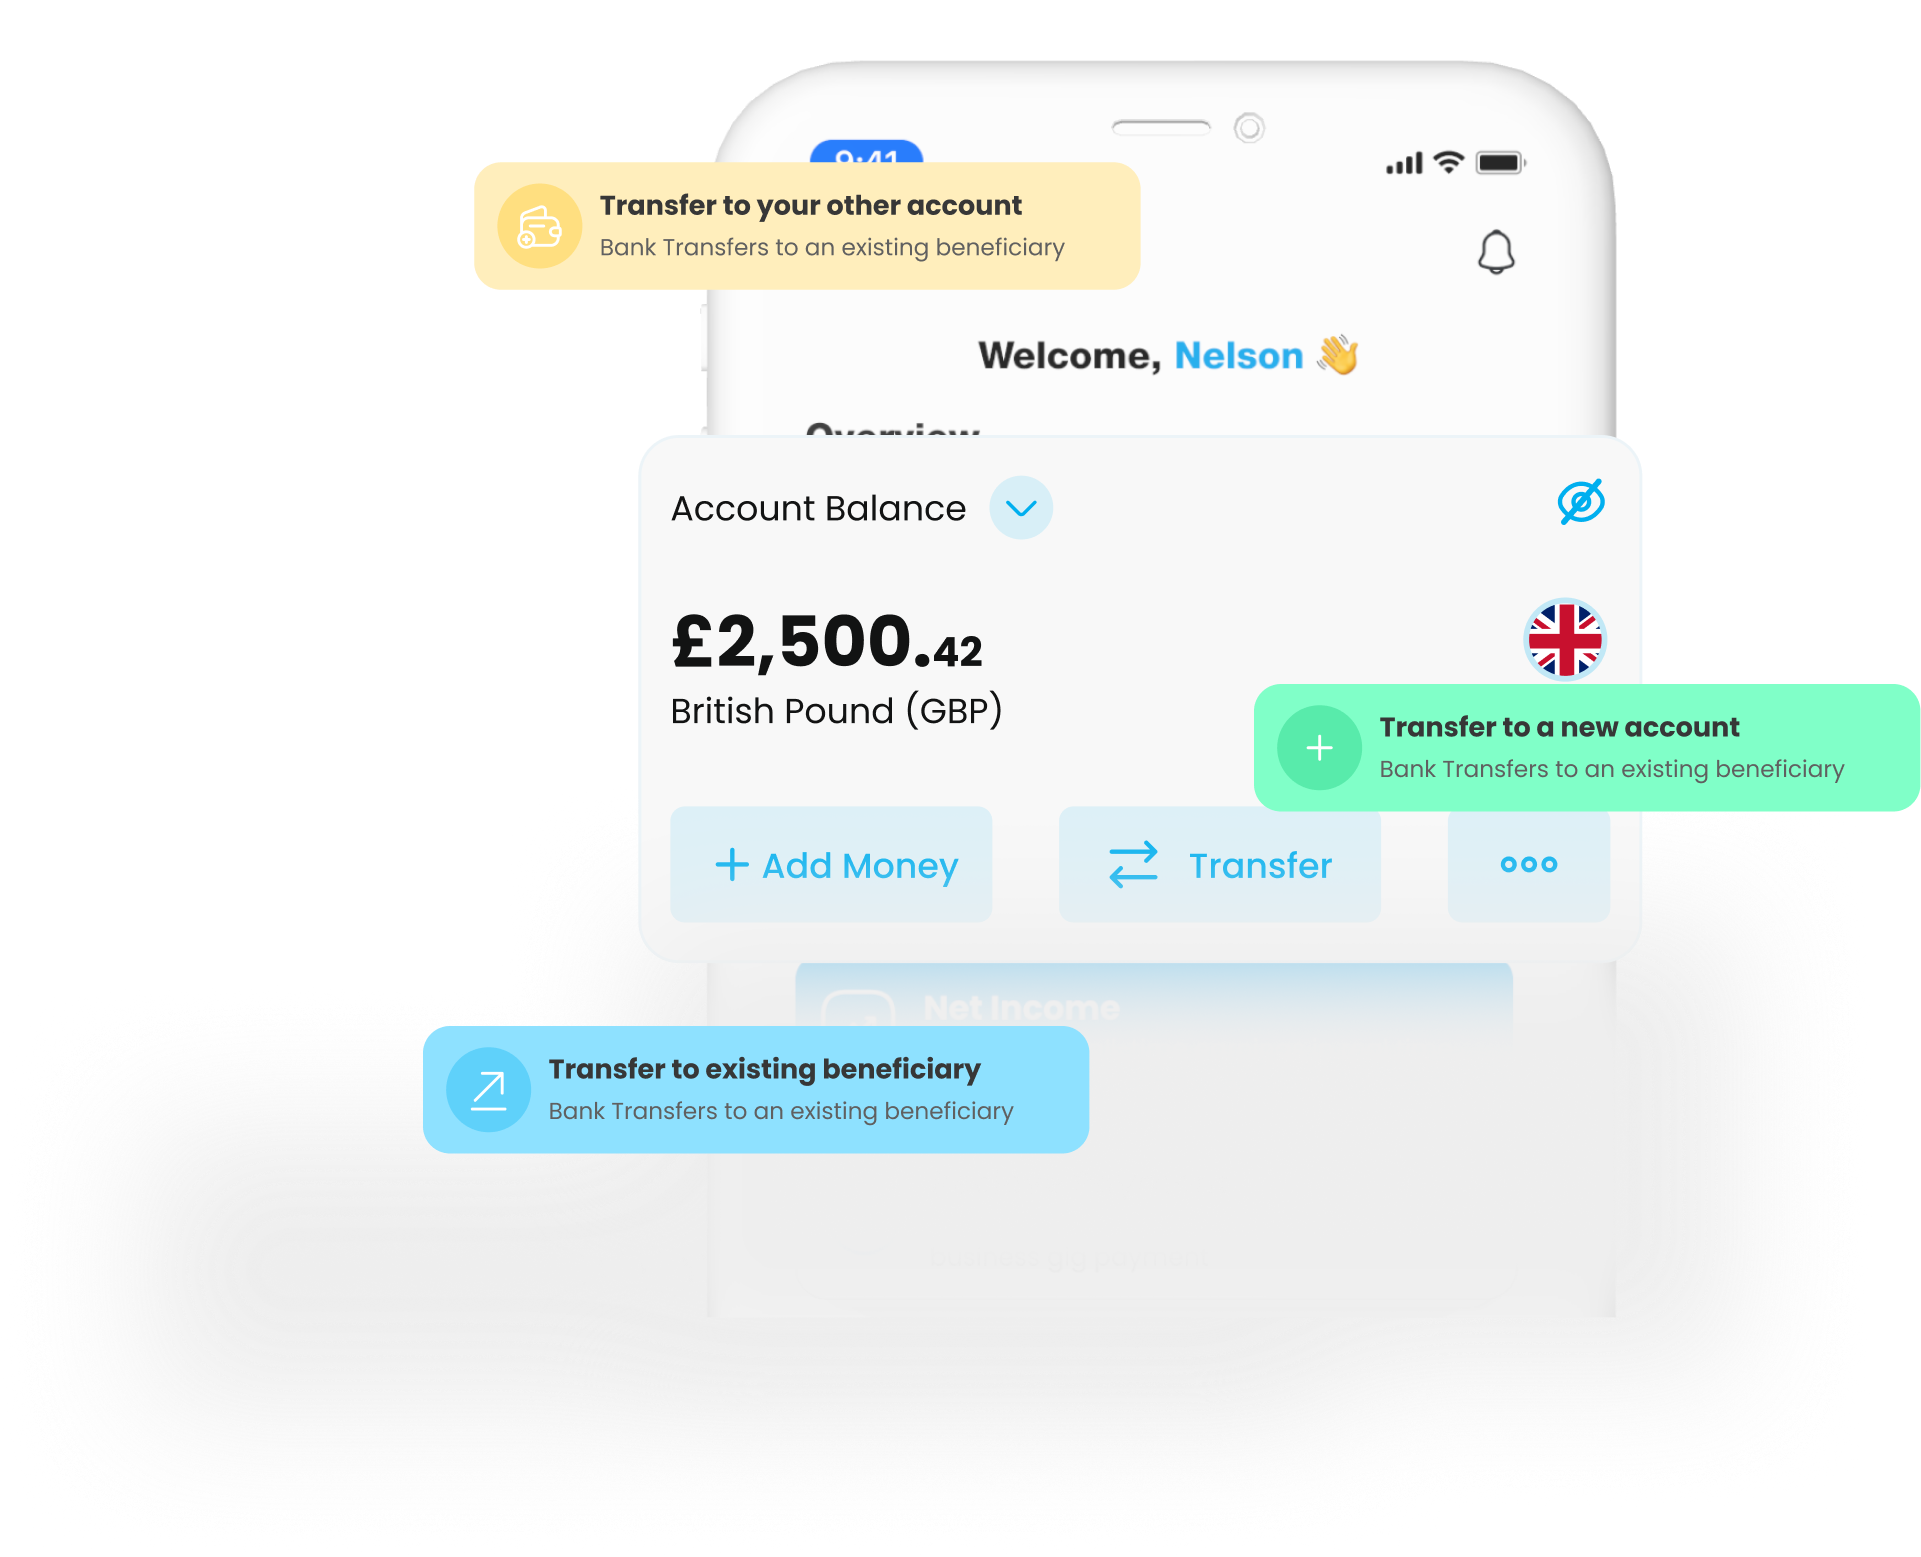 9:41
Transfer to your other account
Bank Transfers to an existing beneficiary
Welcome, Nelson 👋
Overview
Account Balance
£2,500.42
British Pound (GBP)
Transfer to a new account
Bank Transfers to an existing beneficiary
+ Add Money
Transfer
Net Income
Transfer to existing beneficiary
Bank Transfers to an existing beneficiary